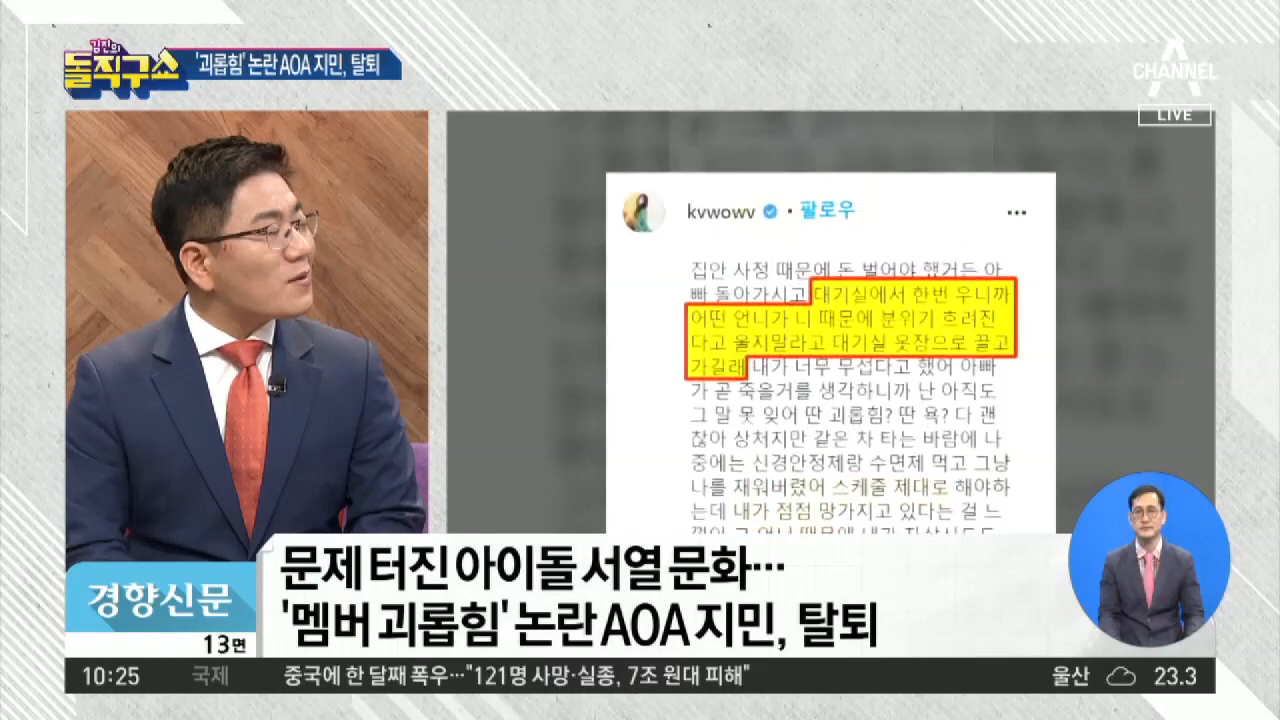 김진의
돌직구쇼
'괴롭힘' 논란 AOA 지민, 탈퇴
CHANNEL A
LIVE
kvwowv • 팔로우
집안 사정 때문에 돈 벌어야 했거든 아
빠 돌아가시고 대기실에서 한번 우니까
어떤 언니가 니 때문에 분위기 흐려진
다고 울지말라고 대기실 옷장으로 끌고
가길래 내가 너무 무섭다고 했어 아빠
가 곧 죽을거를 생각하니까 난 아직도
그 말 못 잊어 딴 괴롭힘? 딴 욕? 다 괜
찮아 상처지만 같은 차 타는 바람에 나
중에는 신경안정제랑 수면제 먹고 그냥
나를 재워버렸어 스케줄 제대로 해야하
는데 내가 점점 망가지고 있다는 걸 느
문제 터진 아이돌 서열 문화…
'멤버 괴롭힘' 논란 AOA 지민, 탈퇴
경향신문
13면
10:25 국제 중국에 한 달째 폭우…"121명 사망·실종, 7조 원대 피해" 울산 23.3